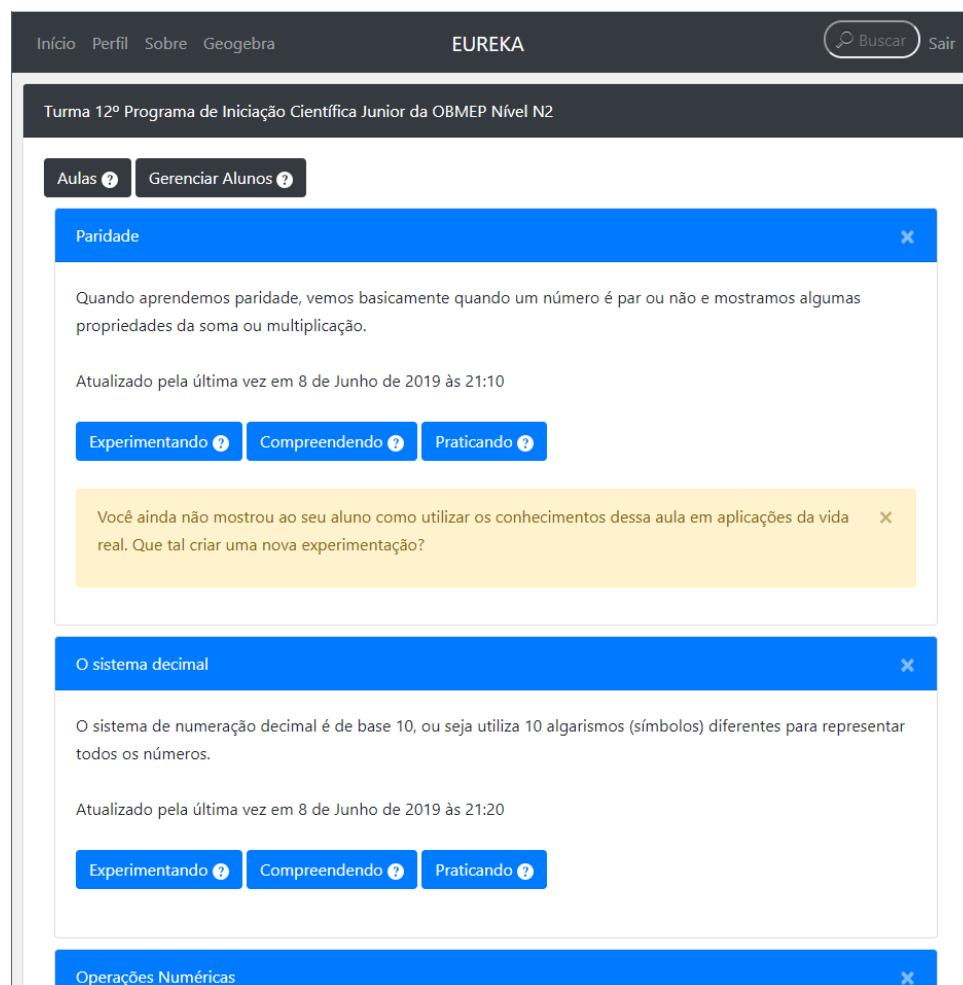 Início Perfil Sobre Geogebra EUREKA Buscar Sair
Turma 12º Programa de Iniciação Científica Junior da OBMEP Nível N2
Aulas ? Gerenciar Alunos ?
Paridade ×
Quando aprendemos paridade, vemos basicamente quando um número é par ou não e mostramos algumas
propriedades da soma ou multiplicação.
Atualizado pela última vez em 8 de Junho de 2019 às 21:10
Experimentando ? Compreendendo ? Praticando ?
Você ainda não mostrou ao seu aluno como utilizar os conhecimentos dessa aula em aplicações da vida ×
real. Que tal criar uma nova experimentação?
O sistema decimal ×
O sistema de numeração decimal é de base 10, ou seja utiliza 10 algarismos (símbolos) diferentes para representar
todos os números.
Atualizado pela última vez em 8 de Junho de 2019 às 21:20
Experimentando ? Compreendendo ? Praticando ?
Operações Numéricas ×